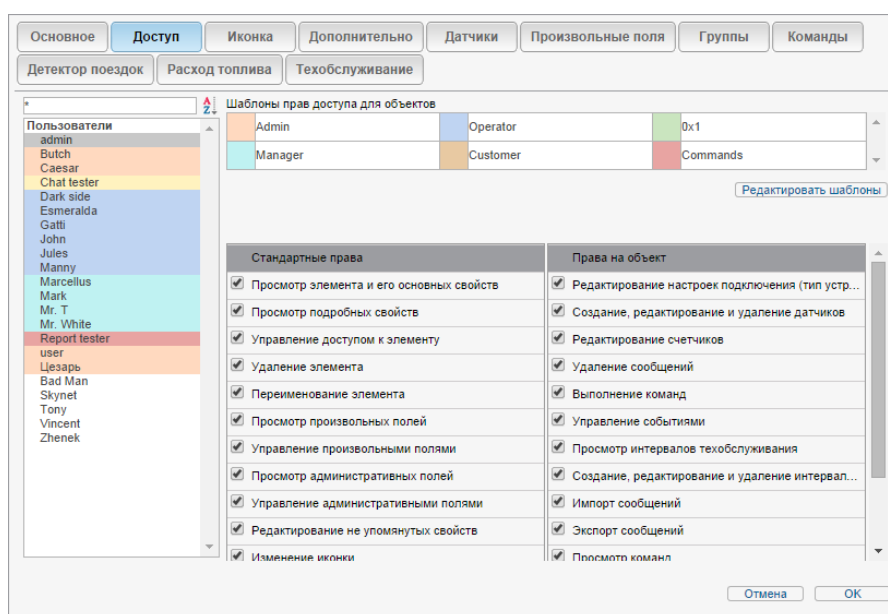 Основное Доступ Иконка Дополнительно Датчики Произвольные поля Группы Команды
Детектор поездок Расход топлива Техобслуживание
*
Пользователи
admin
Butch
Caesar
Chat tester
Dark side
Esmeralda
Gatti
John
Jules
Manny
Marcellus
Mark
Mr. T
Mr. White
Report tester
user
Цезарь
Bad Man
Skynet
Tony
Vincent
Zhenek
Шаблоны прав доступа для объектов
Admin Operator 0x1
Manager Customer Commands
Редактировать шаблоны
Стандартные права
Просмотр элемента и его основных свойств
Просмотр подробных свойств
Управление доступом к элементу
Удаление элемента
Переименование элемента
Просмотр произвольных полей
Управление произвольными полями
Просмотр административных полей
Управление административными полями
Редактирование не упомянутых свойств
Изменение иконки
Права на объект
Редактирование настроек подключения (тип устр...
Создание, редактирование и удаление датчиков
Редактирование счетчиков
Удаление сообщений
Выполнение команд
Управление событиями
Просмотр интервалов техобслуживания
Создание, редактирование и удаление интервал...
Импорт сообщений
Экспорт сообщений
Просмотр команд
Отмена OK